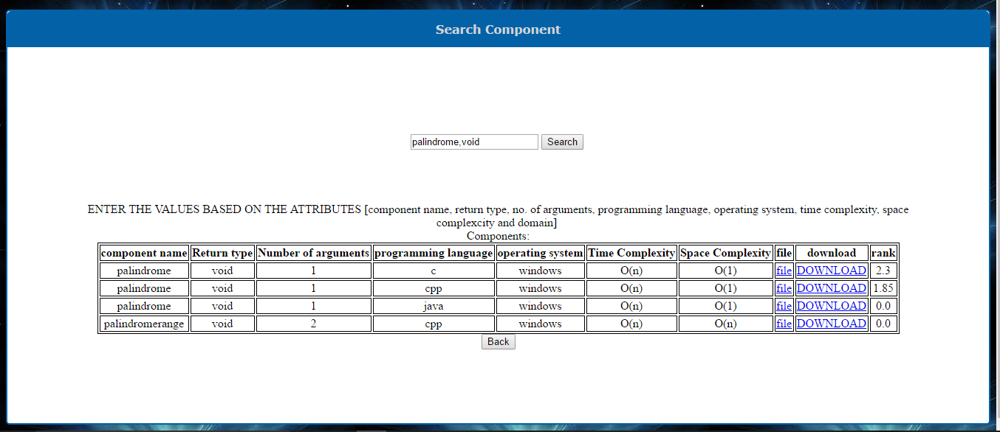 Search Component
palindrome,void Search
ENTER THE VALUES BASED ON THE ATTRIBUTES [component name, return type, no. of arguments, programming language, operating system, time complexity, space
complexcity and domain]
Components:
component name Return type Number of arguments programming language operating system Time Complexity Space Complexity file download rank
palindrome void 1 c windows O(n) O(1) file DOWNLOAD 2.3
palindrome void 1 cpp windows O(n) O(1) file DOWNLOAD 1.85
palindrome void 1 java windows O(n) O(1) file DOWNLOAD 0.0
palindromerange void 2 cpp windows O(n) O(n) file DOWNLOAD 0.0
Back